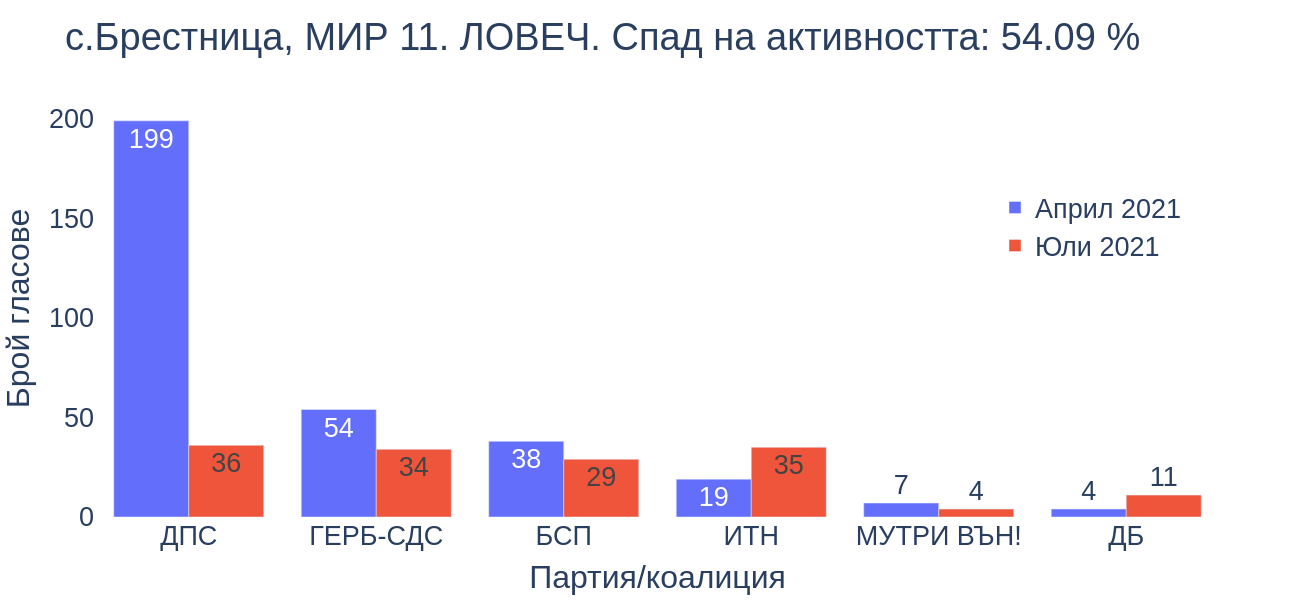 с.Брестница, МИР 11. ЛОВЕЧ. Спад на активността: 54.09 %
Брой гласове
200
150
100
50
0
199
36
54
34
38
29
19
35
7
4
4
11
Април 2021
Юли 2021
ДПС
ГЕРБ-СДС
БСП
ИТН
МУТРИ ВЪН!
ДБ
Партия/коалиция